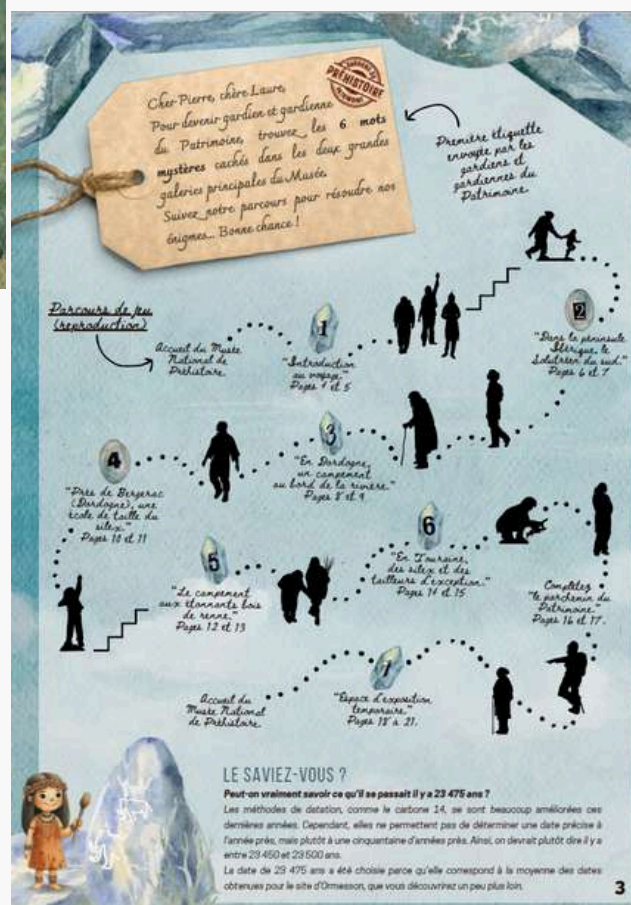 Cher Pierre, chère Laure,
Pour devenir gardien et gardienne
du Patrimoine, trouvez les 6 mots
mystères cachés dans les deux grandes
galeries principales du Musée.
Suivez notre parcours pour résoudre nos
énigmes... Bonne chance !
PRÉHISTOIRE
Première étiquette
envoyée par les
gardiens et
gardiennes du
Patrimoine.
Parcours de jeu
(reproduction)
Accueil du Musée
National de
Préhistoire.
1
"Introduction
au voyage."
Pages 4 et 5
2
"Dans la péninsule
Ibérique, le
Solutréen du sud."
Pages 6 et 7
3
"En Dordogne,
un campement
au bord de la rivière."
Pages 8 et 9
4
"Près de Bergerac
(Dordogne), une
école de taille du
silex."
Pages 10 et 11
5
"Le campement
aux étonnants bois
de renne."
Pages 12 et 13
6
"En Touraine,
des silex et des
tailleurs d'exception."
Pages 14 et 15
Complétez
"le parchemin du
Patrimoine."
Pages 16 et 17.
7
"Espace d'exposition
temporaire."
Pages 18 à 21.
Accueil du
Musée National
de Préhistoire.
LE SAVIEZ-VOUS ?
Peut-on vraiment savoir ce qu'il se passait il y a 23 475 ans ?
Les méthodes de datation, comme le carbone 14, se sont beaucoup améliorées ces
dernières années. Cependant, elles ne permettent pas de déterminer une date précise à
l'année près, mais plutôt à une cinquantaine d'années près. Ainsi, on devrait plutôt dire il y a
entre 23 450 et 23 500 ans.
La date de 23 475 ans a été choisie parce qu'elle correspond à la moyenne des dates
obtenues pour le site d'Ormesson, que vous découvrirez un peu plus loin.
3